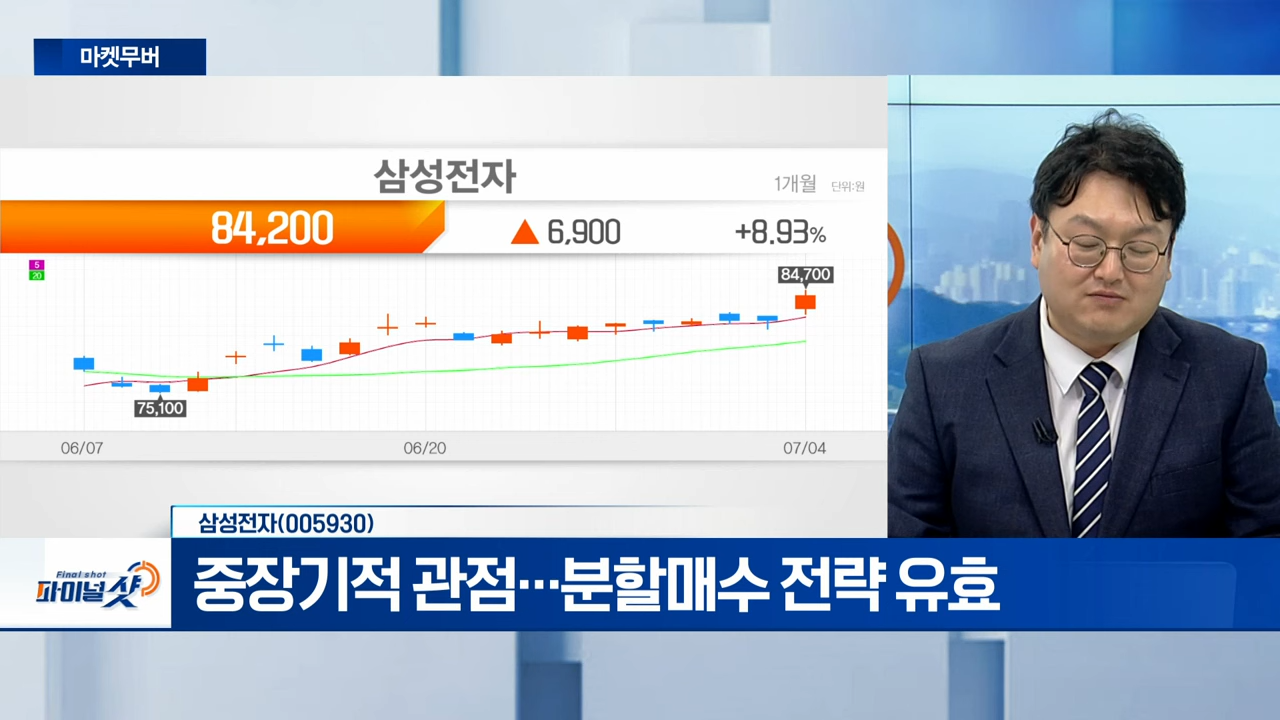 마켓무버
삼성전자
1개월 단위:원
84,200 ▲ 6,900 +8.93%
5
20
84,700
75,100
06/07 06/20 07/04
삼성전자(005930)
Final shot
파이널샷
중장기적 관점…분할매수 전략 유효